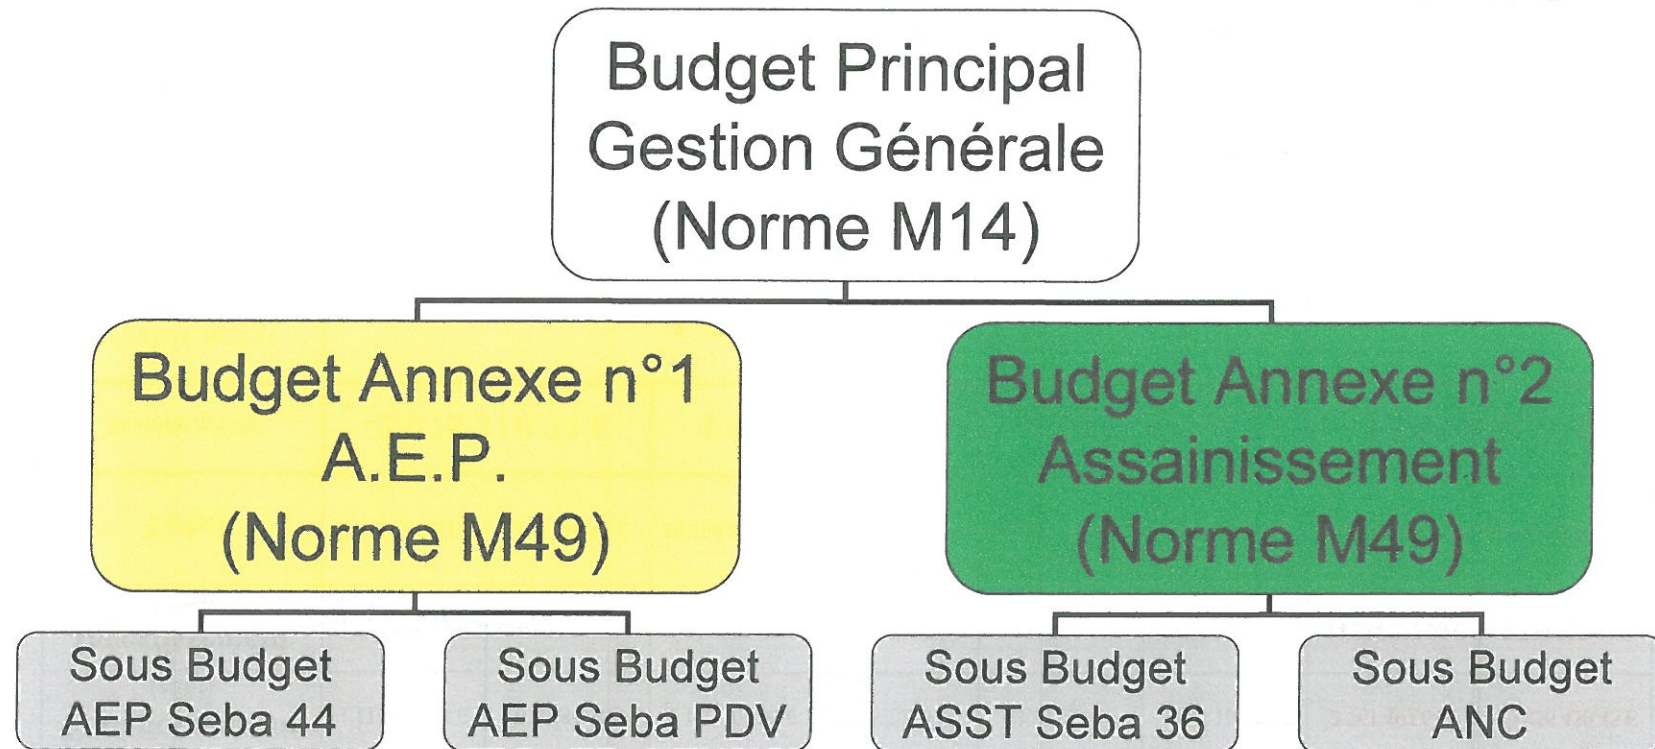 Budget Principal
Gestion Générale
(Norme M14)
Budget Annexe n°1
A.E.P.
(Norme M49)
Budget Annexe n°2
Assainissement
(Norme M49)
Sous Budget
AEP Seba 44
Sous Budget
AEP Seba PDV
Sous Budget
ASST Seba 36
Sous Budget
ANC